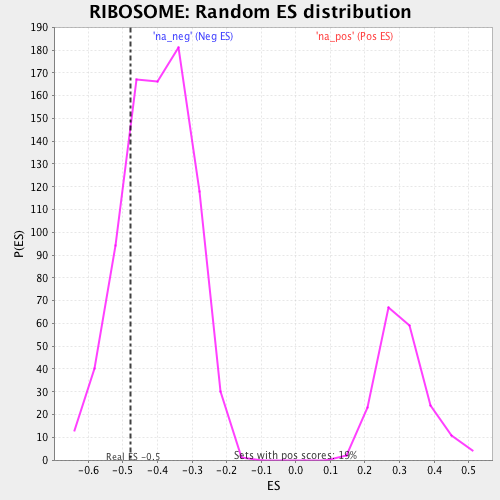 RIBOSOME: Random ES distribution
'na_neg' (Neg ES)
'na_pos' (Pos ES)
190
180
170
160
150
140
130
120
110
100
90
80
70
60
50
40
30
20
10
0
P(ES)
Real ES -0.5
Sets with pos scores: 19%
-0.6 -0.5 -0.4 -0.3 -0.2 -0.1 0.0 0.1 0.2 0.3 0.4 0.5
ES